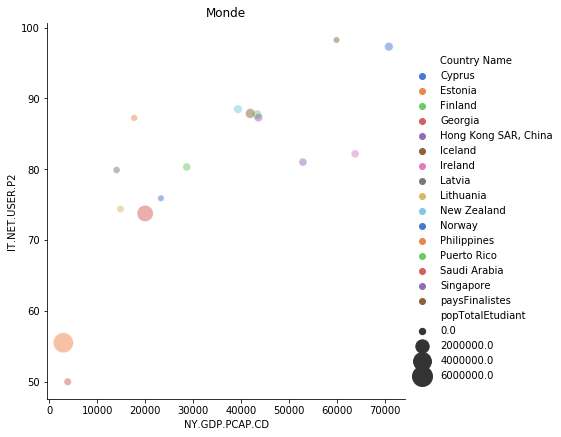 Monde
100
90
80
70
60
50
IT.NET.USER.P2
0
10000
20000
30000
40000
50000
60000
70000
NY.GDP.PCAP.CD
Country Name
Cyprus
Estonia
Finland
Georgia
Hong Kong SAR, China
Iceland
Ireland
Latvia
Lithuania
New Zealand
Norway
Philippines
Puerto Rico
Saudi Arabia
Singapore
paysFinalistes
popTotalEtudiant
0.0
2000000.0
4000000.0
6000000.0